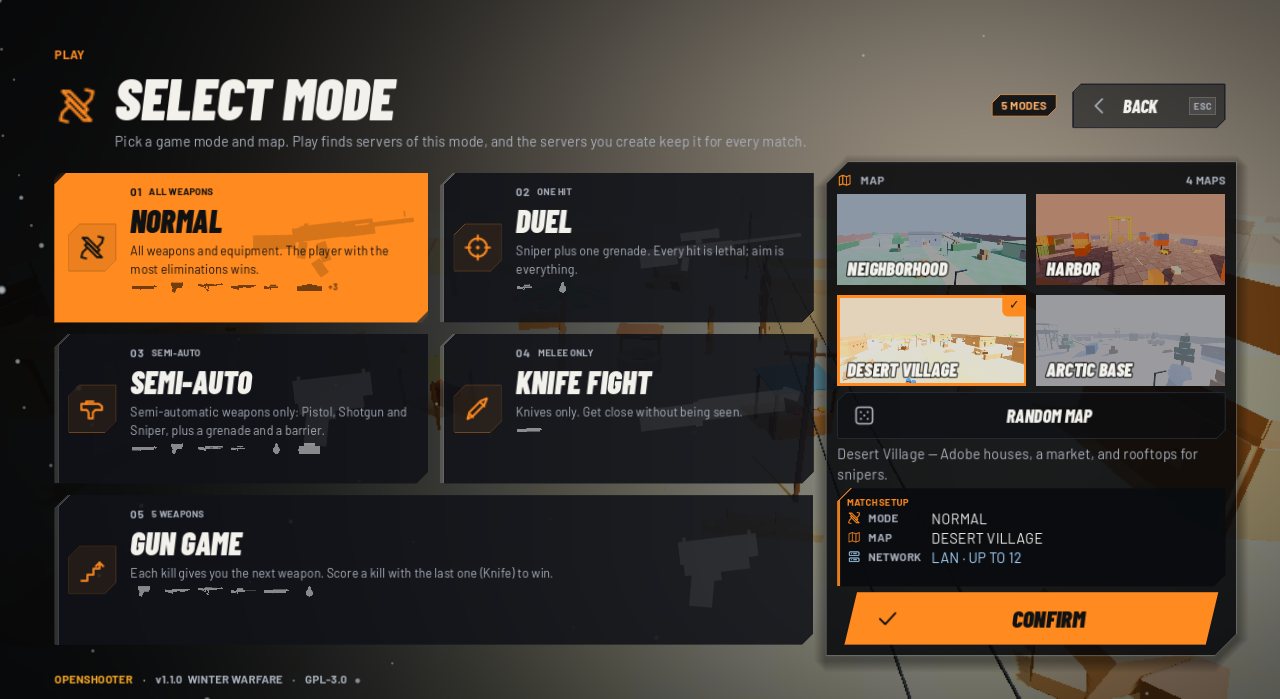 PLAY
SELECT MODE
Pick a game mode and map. Play finds servers of this mode, and the servers you create keep it for every match.
5 MODES
BACK ESC
01 ALL WEAPONS
NORMAL
All weapons and equipment. The player with the
most eliminations wins.
+3
02 ONE HIT
DUEL
Sniper plus one grenade. Every hit is lethal; aim is
everything.
03 SEMI-AUTO
SEMI-AUTO
Semi-automatic weapons only: Pistol, Shotgun and
Sniper, plus a grenade and a barrier.
04 MELEE ONLY
KNIFE FIGHT
Knives only. Get close without being seen.
05 5 WEAPONS
GUN GAME
Each kill gives you the next weapon. Score a kill with the last one (Knife) to win.
MAP 4 MAPS
NEIGHBORHOOD
HARBOR
DESERT VILLAGE
ARCTIC BASE
RANDOM MAP
Desert Village — Adobe houses, a market, and rooftops for
snipers.
MATCH SETUP
MODE NORMAL
MAP DESERT VILLAGE
NETWORK LAN · UP TO 12
CONFIRM
OPENSHOOTER · v1.1.0 WINTER WARFARE · GPL-3.0